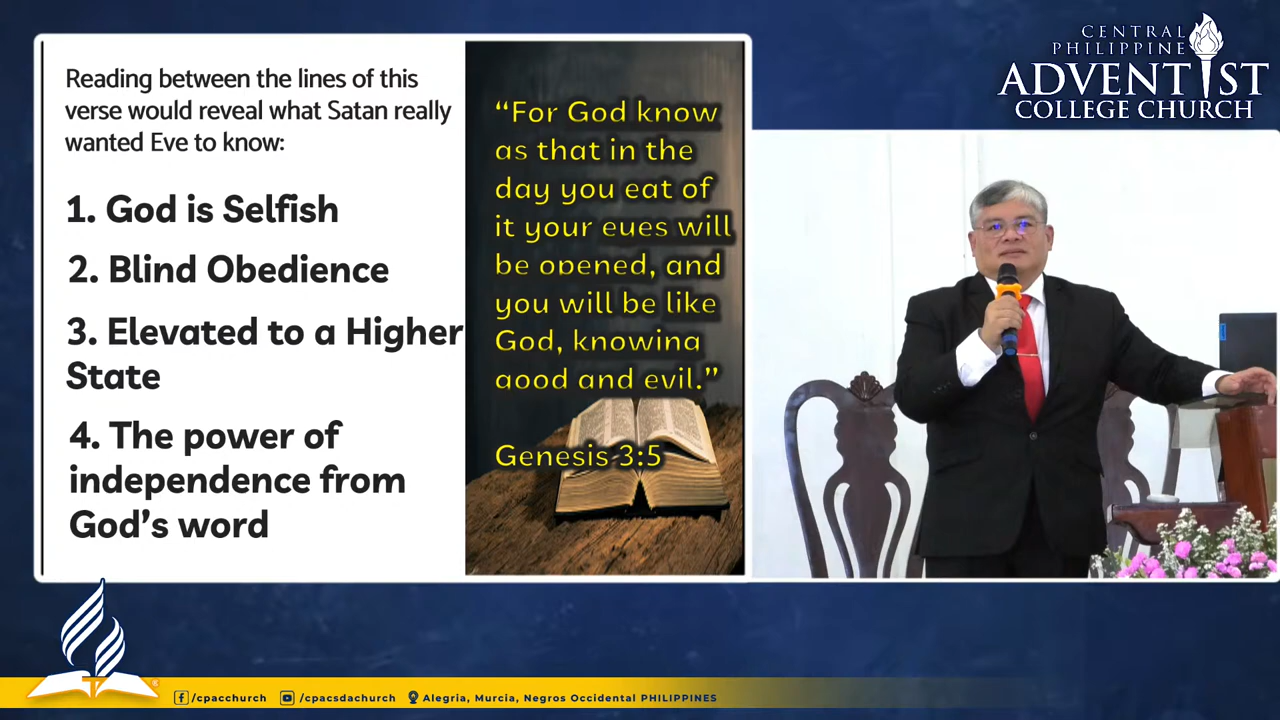 Reading between the lines of this
verse would reveal what Satan really
wanted Eve to know:
1. God is Selfish
2. Blind Obedience
3. Elevated to a Higher
State
4. The power of
independence from
God’s word
“For God know
as that in the
day you eat of
it your eyes will
be opened, and
you will be like
God, knowing
good and evil.”
Genesis 3:5
CENTRAL
PHILIPPINE
ADVENTIST
COLLEGE CHURCH
/cpacchurch
/cpacsdachurch
Alegria, Murcia, Negros Occidental PHILIPPINES